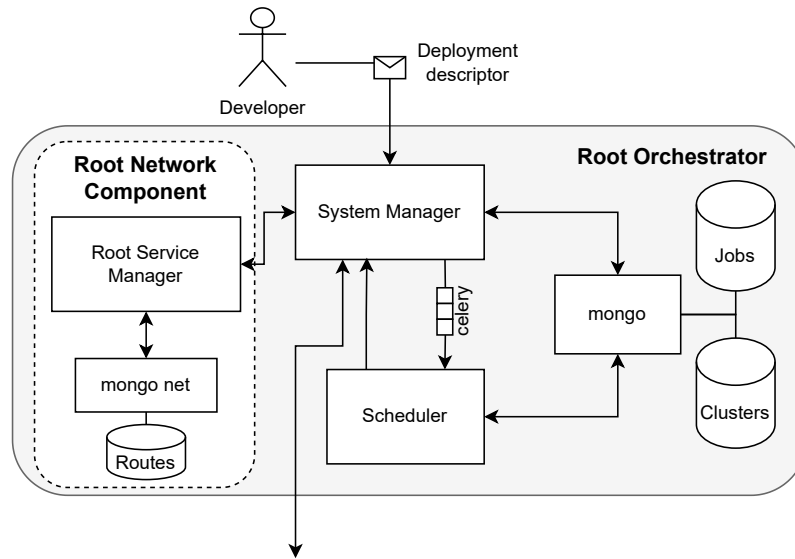 Deployment
descriptor
Developer
Root Network
Component
Root Orchestrator
System Manager
Root Service
Manager
Jobs
celery
mongo
mongo net
Scheduler
Clusters
Routes